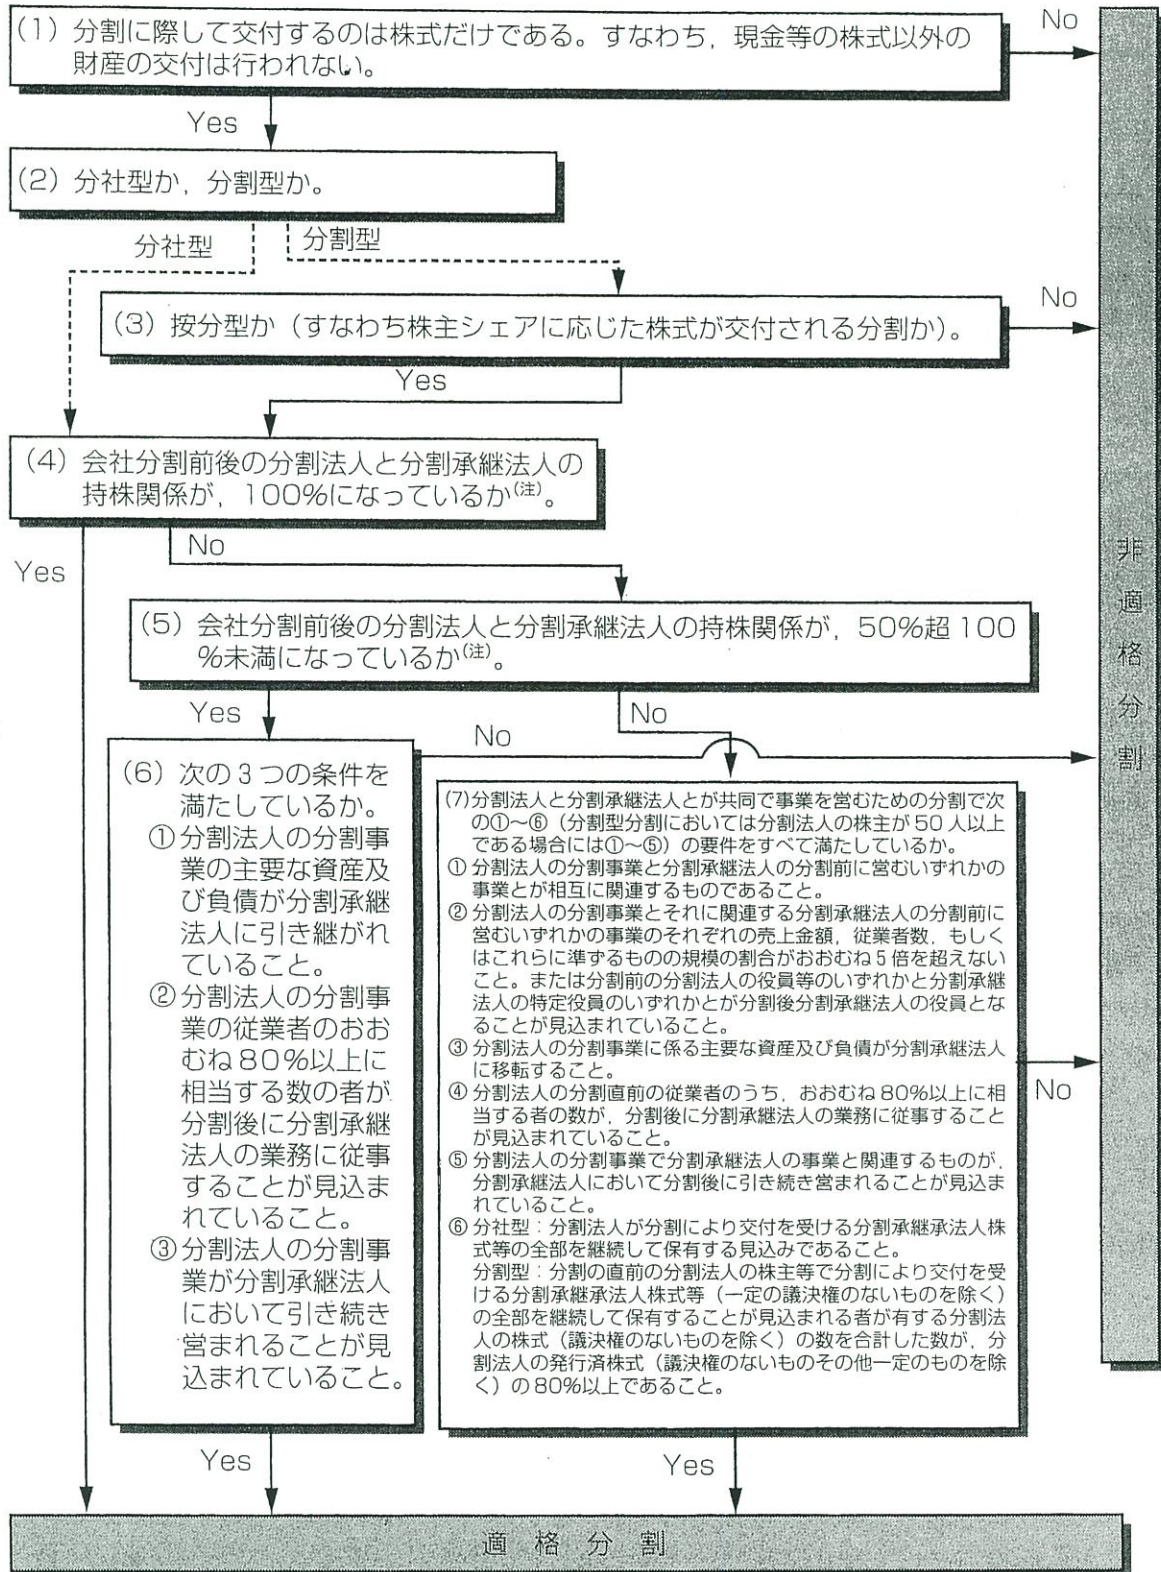 (1) 分割に際して交付するのは株式だけである。すなわち，現金等の株式以外の
財産の交付は行われない。
No
Yes
(2) 分社型か，分割型か。
分社型
分割型
(3) 按分型か（すなわち株主シェアに応じた株式が交付される分割か）。
No
Yes
(4) 会社分割前後の分割法人と分割承継法人の
持株関係が，100%になっているか(注)。
Yes
No
(5) 会社分割前後の分割法人と分割承継法人の持株関係が，50%超100
%未満になっているか(注)。
Yes
No
No
(6) 次の3つの条件を
満たしているか。
①分割法人の分割事
業の主要な資産及
び負債が分割承継
法人に引き継がれ
ていること。
②分割法人の分割事
業の従業者のおお
むね80%以上に
相当する数の者が
分割後に分割承継
法人の業務に従事
することが見込ま
れていること。
③分割法人の分割事
業が分割承継法人
において引き続き
営まれることが見
込まれていること。
Yes
(7)分割法人と分割承継法人とが共同で事業を営むための分割で次
の①～⑥（分割型分割においては分割法人の株主が50人以上
である場合には①～⑤）の要件をすべて満たしているか。
① 分割法人の分割事業と分割承継法人の分割前に営むいずれかの
事業とが相互に関連するものであること。
② 分割法人の分割事業とそれに関連する分割承継法人の分割前に
営むいずれかの事業のそれぞれの売上金額，従業者数，もしく
はこれらに準ずるものの規模の割合がおおむね5倍を超えない
こと。または分割前の分割法人の役員等のいずれかと分割承継
法人の特定役員のいずれかとが分割後分割承継法人の役員とな
ることが見込まれていること。
③ 分割法人の分割事業に係る主要な資産及び負債が分割承継法人
に移転すること。
④ 分割法人の分割直前の従業者のうち，おおむね80%以上に相
当する者の数が，分割後に分割承継法人の業務に従事すること
が見込まれていること。
⑤ 分割法人の分割事業で分割承継法人の事業と関連するものが，
分割承継法人において分割後に引き続き営まれることが見込ま
れていること。
⑥ 分社型：分割法人が分割により交付を受ける分割承継承法人株
式等の全部を継続して保有する見込みであること。
分割型：分割の直前の分割法人の株主等で分割により交付を受
ける分割承継承法人株式等（一定の議決権のないものを除く）
の全部を継続して保有することが見込まれる者が有する分割法
人の株式（議決権のないものを除く）の数を合計した数が，分
割法人の発行済株式（議決権のないものその他一定のものを除
く）の80%以上であること。
No
Yes
非適格分割
適格分割